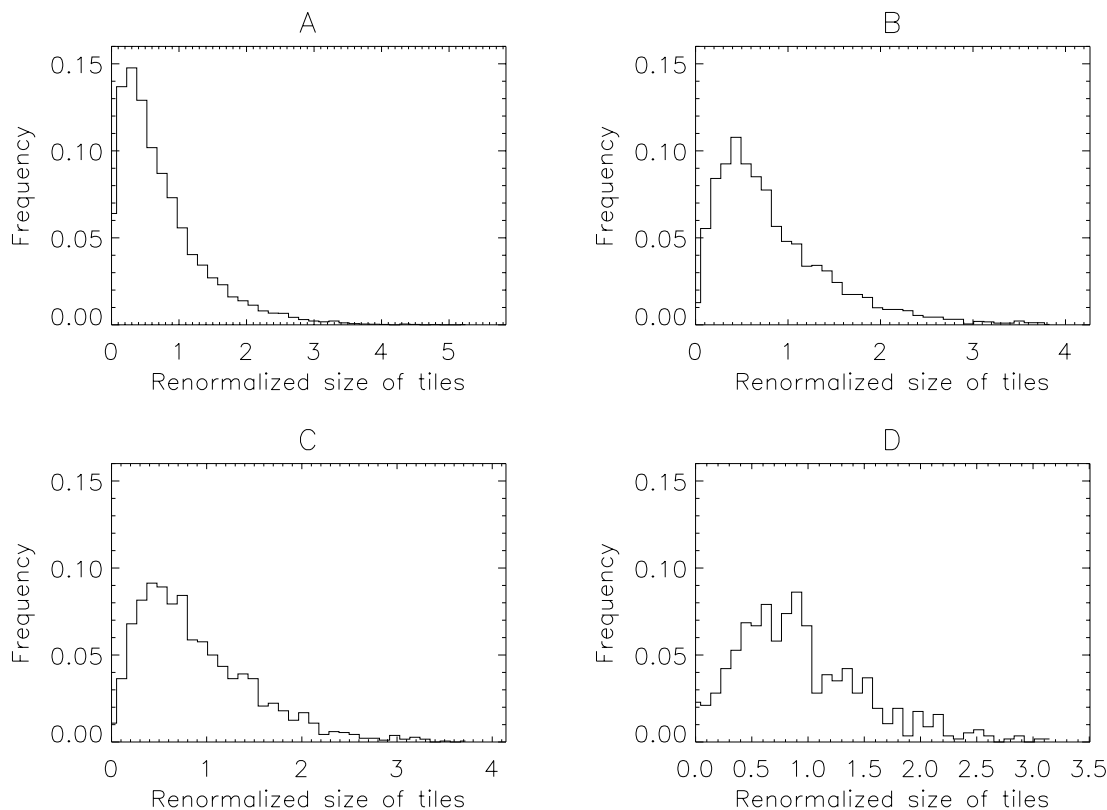 A
Frequency
0.15
0.10
0.05
0.00
0 1 2 3 4 5
Renormalized size of tiles
B
Frequency
0.15
0.10
0.05
0.00
0 1 2 3 4
Renormalized size of tiles
C
Frequency
0.15
0.10
0.05
0.00
0 1 2 3 4
Renormalized size of tiles
D
Frequency
0.15
0.10
0.05
0.00
0.0 0.5 1.0 1.5 2.0 2.5 3.0 3.5
Renormalized size of tiles